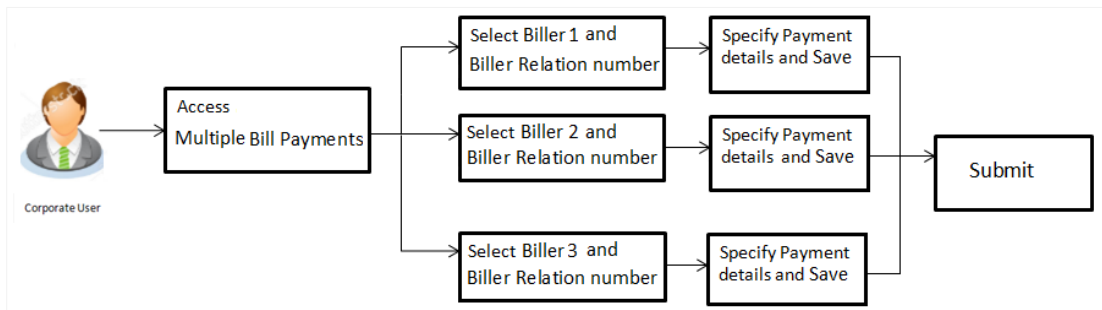 Corporate User
Access
Multiple Bill Payments
Select Biller 1 and
Biller Relation number
Specify Payment
details and Save
Select Biller 2 and
Biller Relation number
Specify Payment
details and Save
Select Biller 3 and
Biller Relation number
Specify Payment
details and Save
Submit